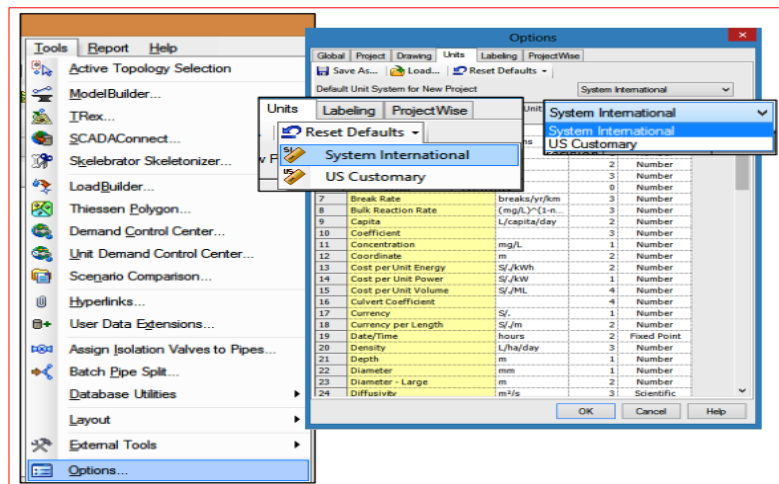 Tools Report Help
Active Topology Selection
ModelBuilder...
TRex...
SCADAConnect...
Skelebrator Skeletonizer...
LoadBuilder...
Thiessen Polygon...
Demand Control Center...
Unit Demand Control Center...
Scenario Comparison...
Hyperlinks...
User Data Extensions...
Assign Isolation Valves to Pipes...
Batch Pipe Split...
Database Utilities
Layout
External Tools
Options...
Options
Global Project Drawing Units Labeling ProjectWise
Save As... Load... Reset Defaults
Default Unit System for New Project System International
Units Labeling ProjectWise
Reset Defaults
SI System International
US US Customary
System International
System International
US Customary
2 Number
3 Number
0 Number
7 Break Rate breaks/yr/km 3 Number
8 Bulk Reaction Rate (mg/L)^(1-n... 3 Number
9 Capita L/capita/day 2 Number
10 Coefficient 3 Number
11 Concentration mg/L 1 Number
12 Coordinate m 2 Number
13 Cost per Unit Energy S/./kWh 2 Number
14 Cost per Unit Power S/./kW 1 Number
15 Cost per Unit Volume S/./ML 4 Number
16 Culvert Coefficient 4 Number
17 Currency S/. 1 Number
18 Currency per Length S/./m 2 Number
19 Date/Time hours 2 Fixed Point
20 Density L/ha/day 3 Number
21 Depth m 1 Number
22 Diameter mm 1 Number
23 Diameter - Large m 2 Number
24 Diffusivity m²/s 3 Scientific
OK Cancel Help